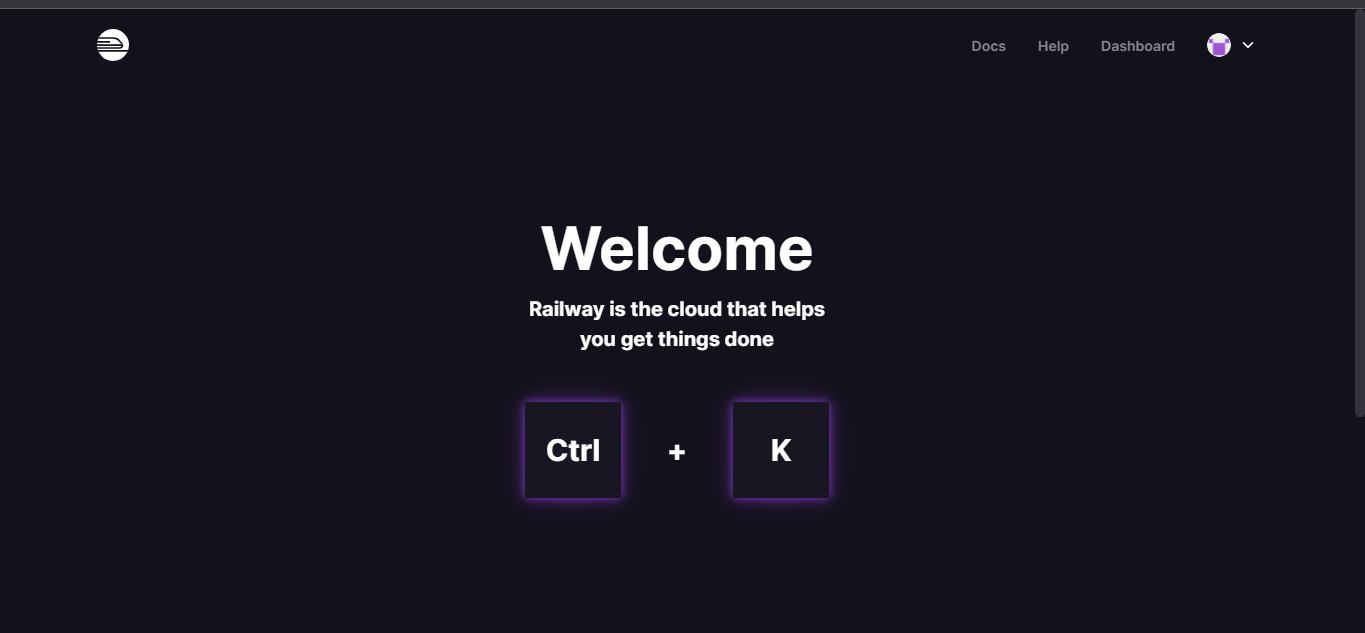 Docs
Help
Dashboard
Welcome
Railway is the cloud that helps
you get things done
Ctrl + K